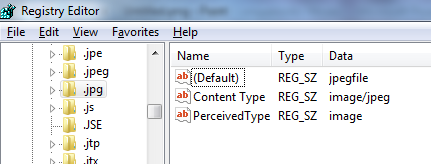 Registry Editor
File Edit View Favorites Help
.jpe
.jpeg
.jpg
.js
.JSE
.jtp
.jtx
Name Type Data
(Default) REG_SZ jpegfile
Content Type REG_SZ image/jpeg
PerceivedType REG_SZ image